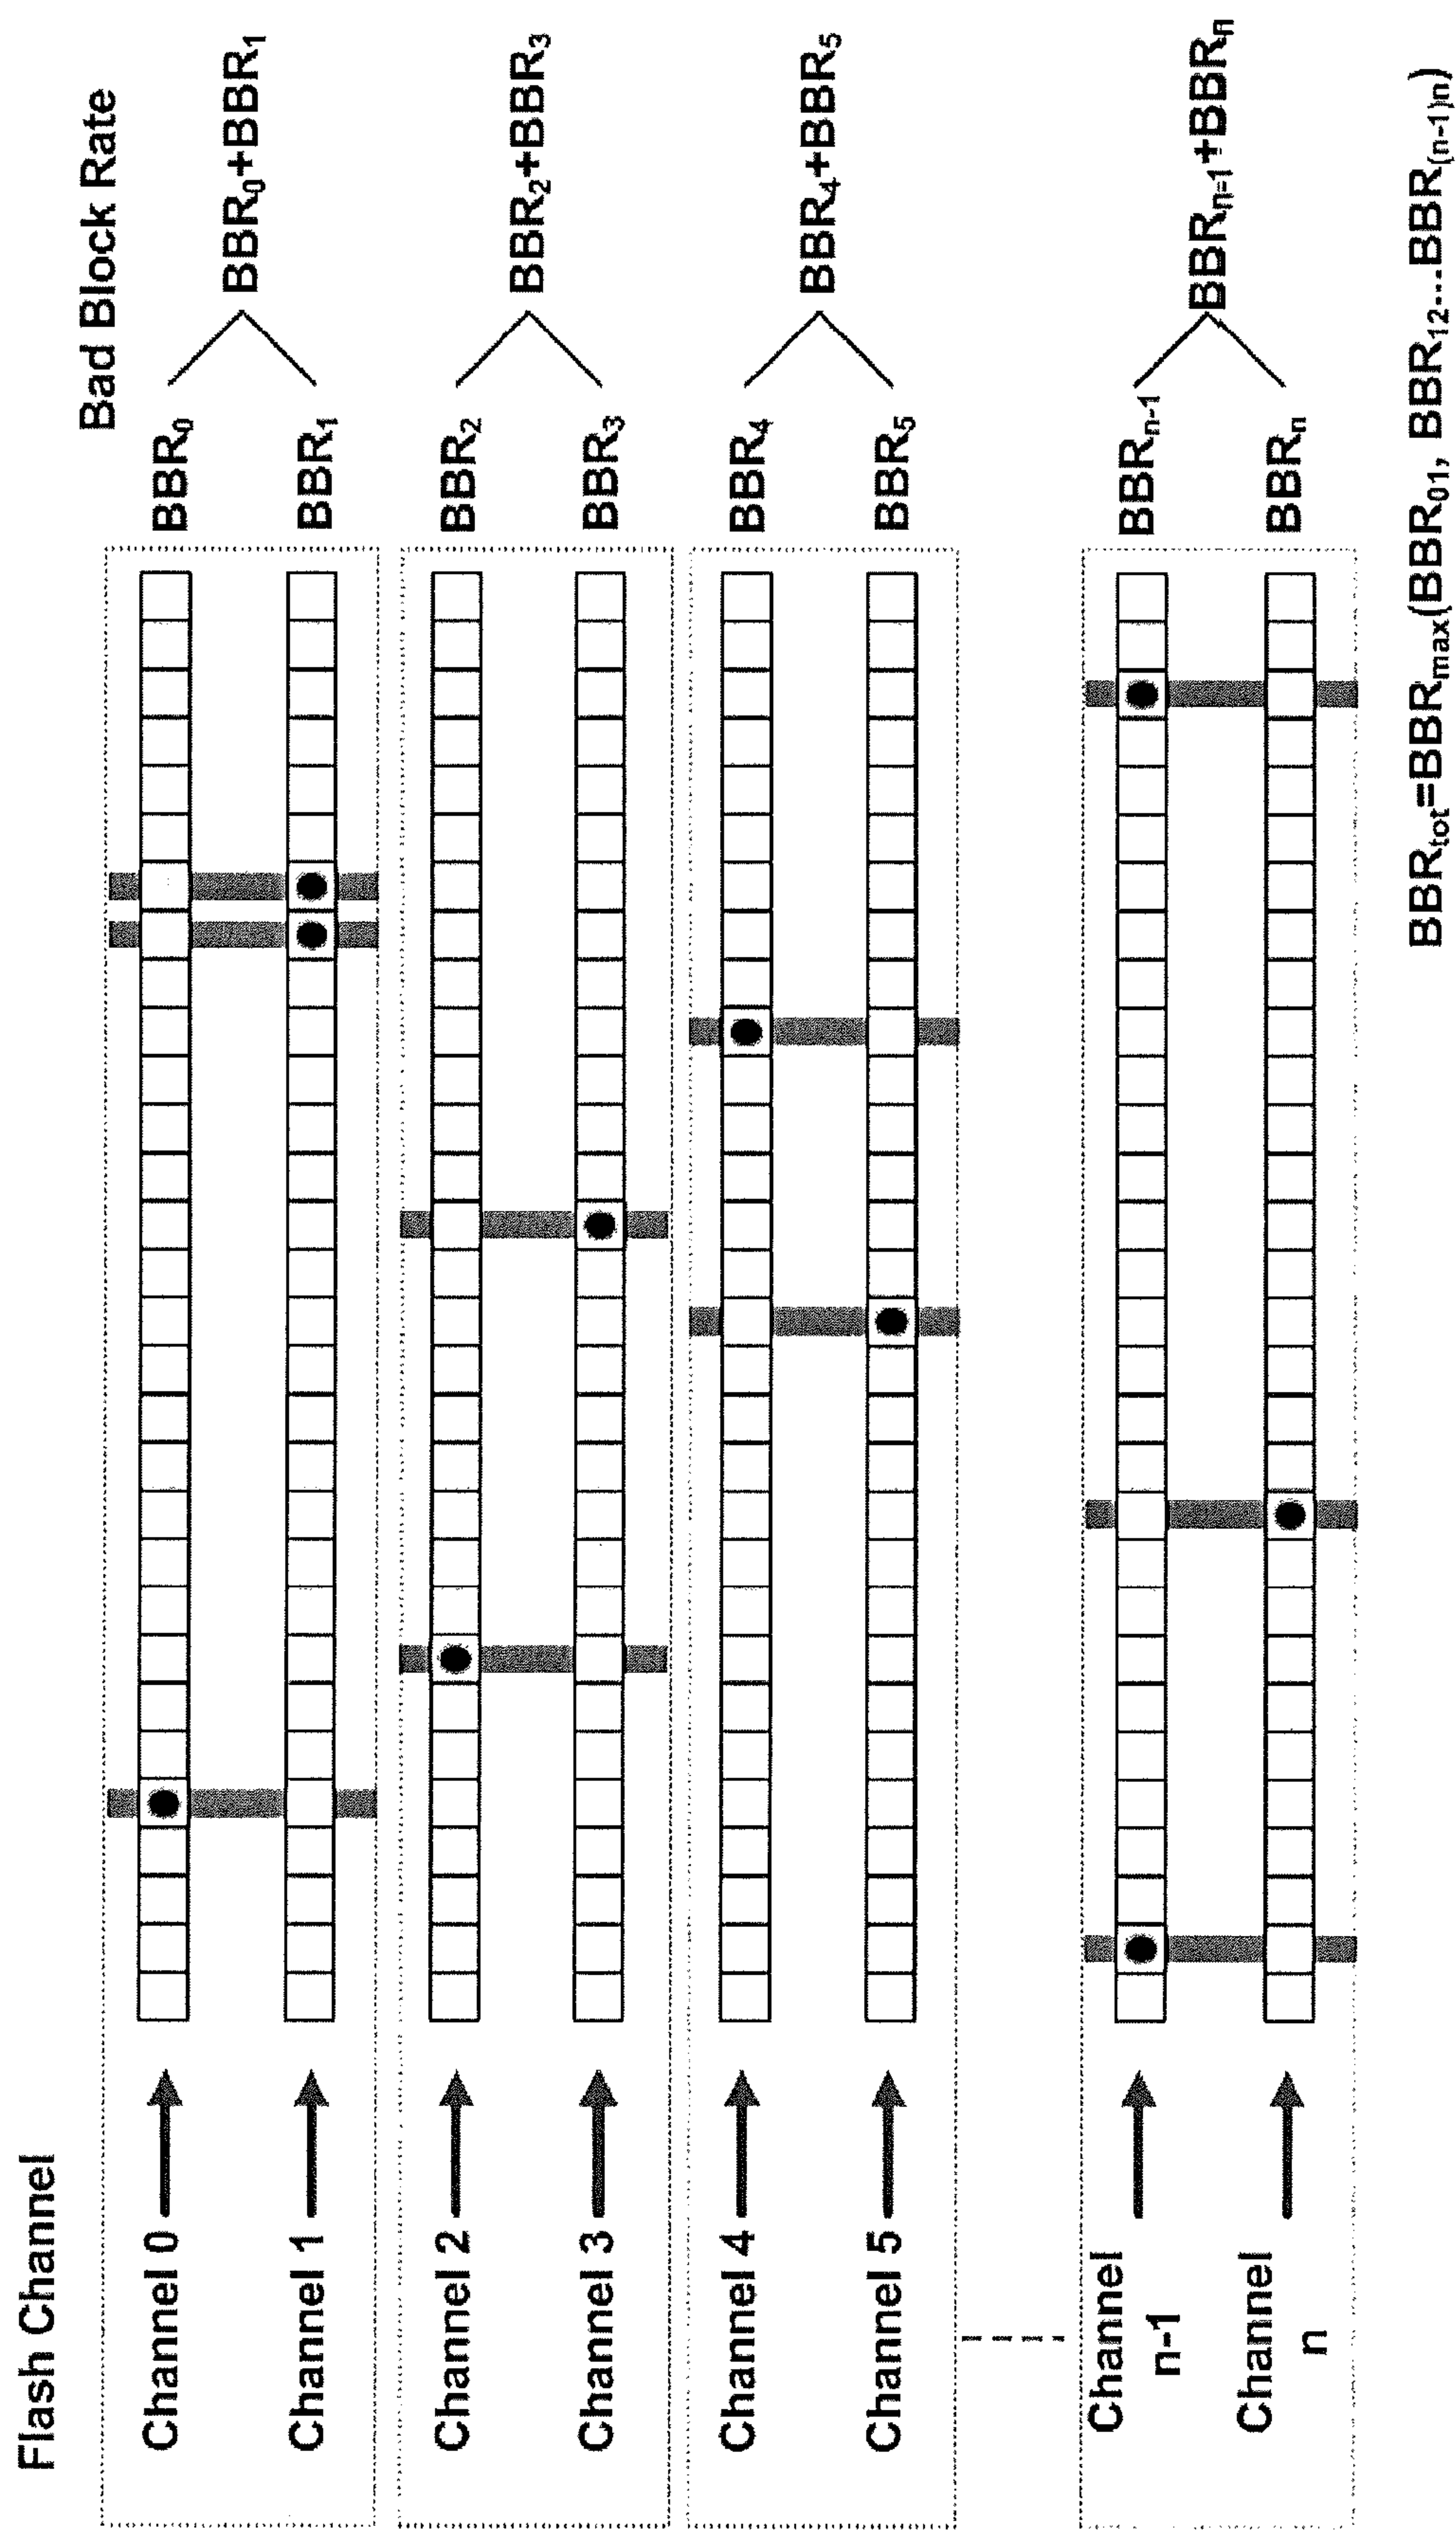 Flash Channel
Bad Block Rate
Channel 0
BBR₀
BBR₀+BBR₁
Channel 1
BBR₁
Channel 2
BBR₂
BBR₂+BBR₃
Channel 3
BBR₃
Channel 4
BBR₄
BBR₄+BBR₅
Channel 5
BBR₅
Channel
n-1
BBRₙ₋₁
BBRₙ₌₁+BBRₙ
Channel
n
BBRₙ
BBRtot=BBRmax(BBR₀₁, BBR₁₂...BBR₍ₙ₋₁₎n)